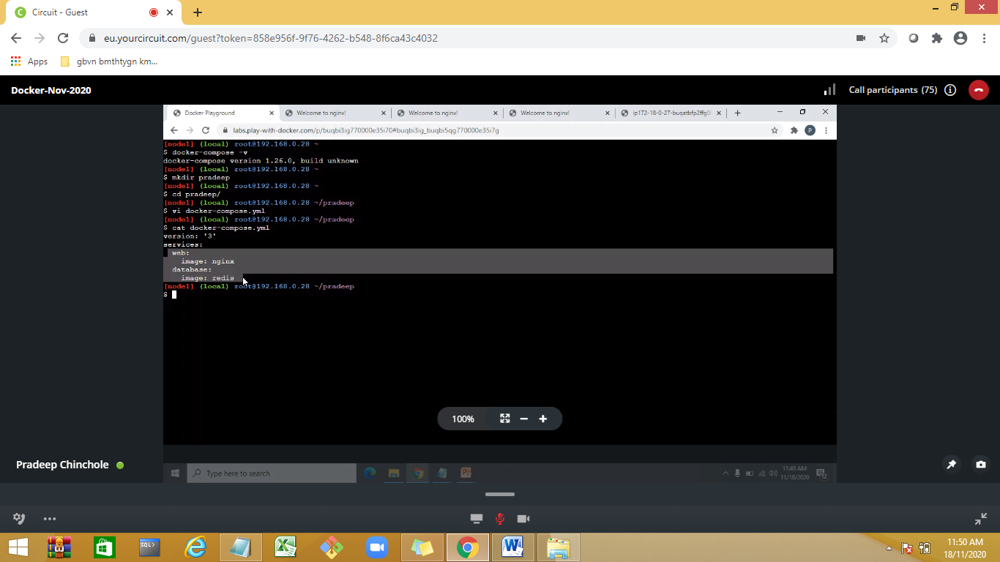 Circuit - Guest
eu.yourcircuit.com/guest?token=858e956f-9f76-4262-b548-8f6ca43c4032
Apps
gbvn bmthtygn km...
Docker-Nov-2020
Call participants (75)
Docker Playground
Welcome to nginx!
Welcome to nginx!
Welcome to nginx!
ip172-18-0-27-buqatbfp2ffg0
labs.play-with-docker.com/p/buqbi3ig770000e35i70#buqbi3ig_buqbi5qg770000e35i7g
[node1] (local) root@192.168.0.28 ~
$ docker-compose -v
docker-compose version 1.26.0, build unknown
[node1] (local) root@192.168.0.28 ~
$ mkdir pradeep
[node1] (local) root@192.168.0.28 ~
$ cd pradeep/
[node1] (local) root@192.168.0.28 ~/pradeep
$ vi docker-compose.yml
[node1] (local) root@192.168.0.28 ~/pradeep
$ cat docker-compose.yml
version: '3'
services:
web:
image: nginx
database:
image: redis
[node1] (local) root@192.168.0.28 ~/pradeep
$
100%
Pradeep Chinchole
Type here to search
11:49 AM
11/18/2020
SQL>
11:50 AM
18/11/2020